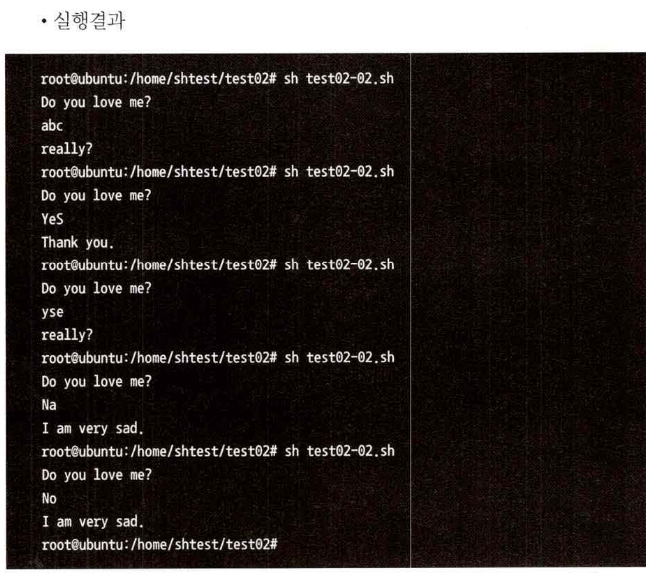 • 실행결과
root@ubuntu:/home/shtest/test02# sh test02-02.sh
Do you love me?
abc
really?
root@ubuntu:/home/shtest/test02# sh test02-02.sh
Do you love me?
YeS
Thank you.
root@ubuntu:/home/shtest/test02# sh test02-02.sh
Do you love me?
yse
really?
root@ubuntu:/home/shtest/test02# sh test02-02.sh
Do you love me?
Na
I am very sad.
root@ubuntu:/home/shtest/test02# sh test02-02.sh
Do you love me?
No
I am very sad.
root@ubuntu:/home/shtest/test02#